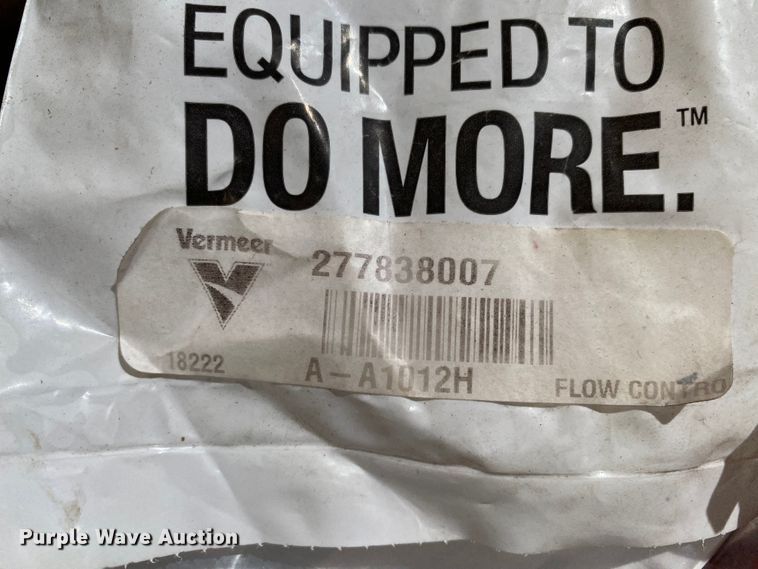 EQUIPPED TO
DO MORE.™
Vermeer
277838007
18222
A-A1012H
FLOW CONTRO
Purple Wave Auction